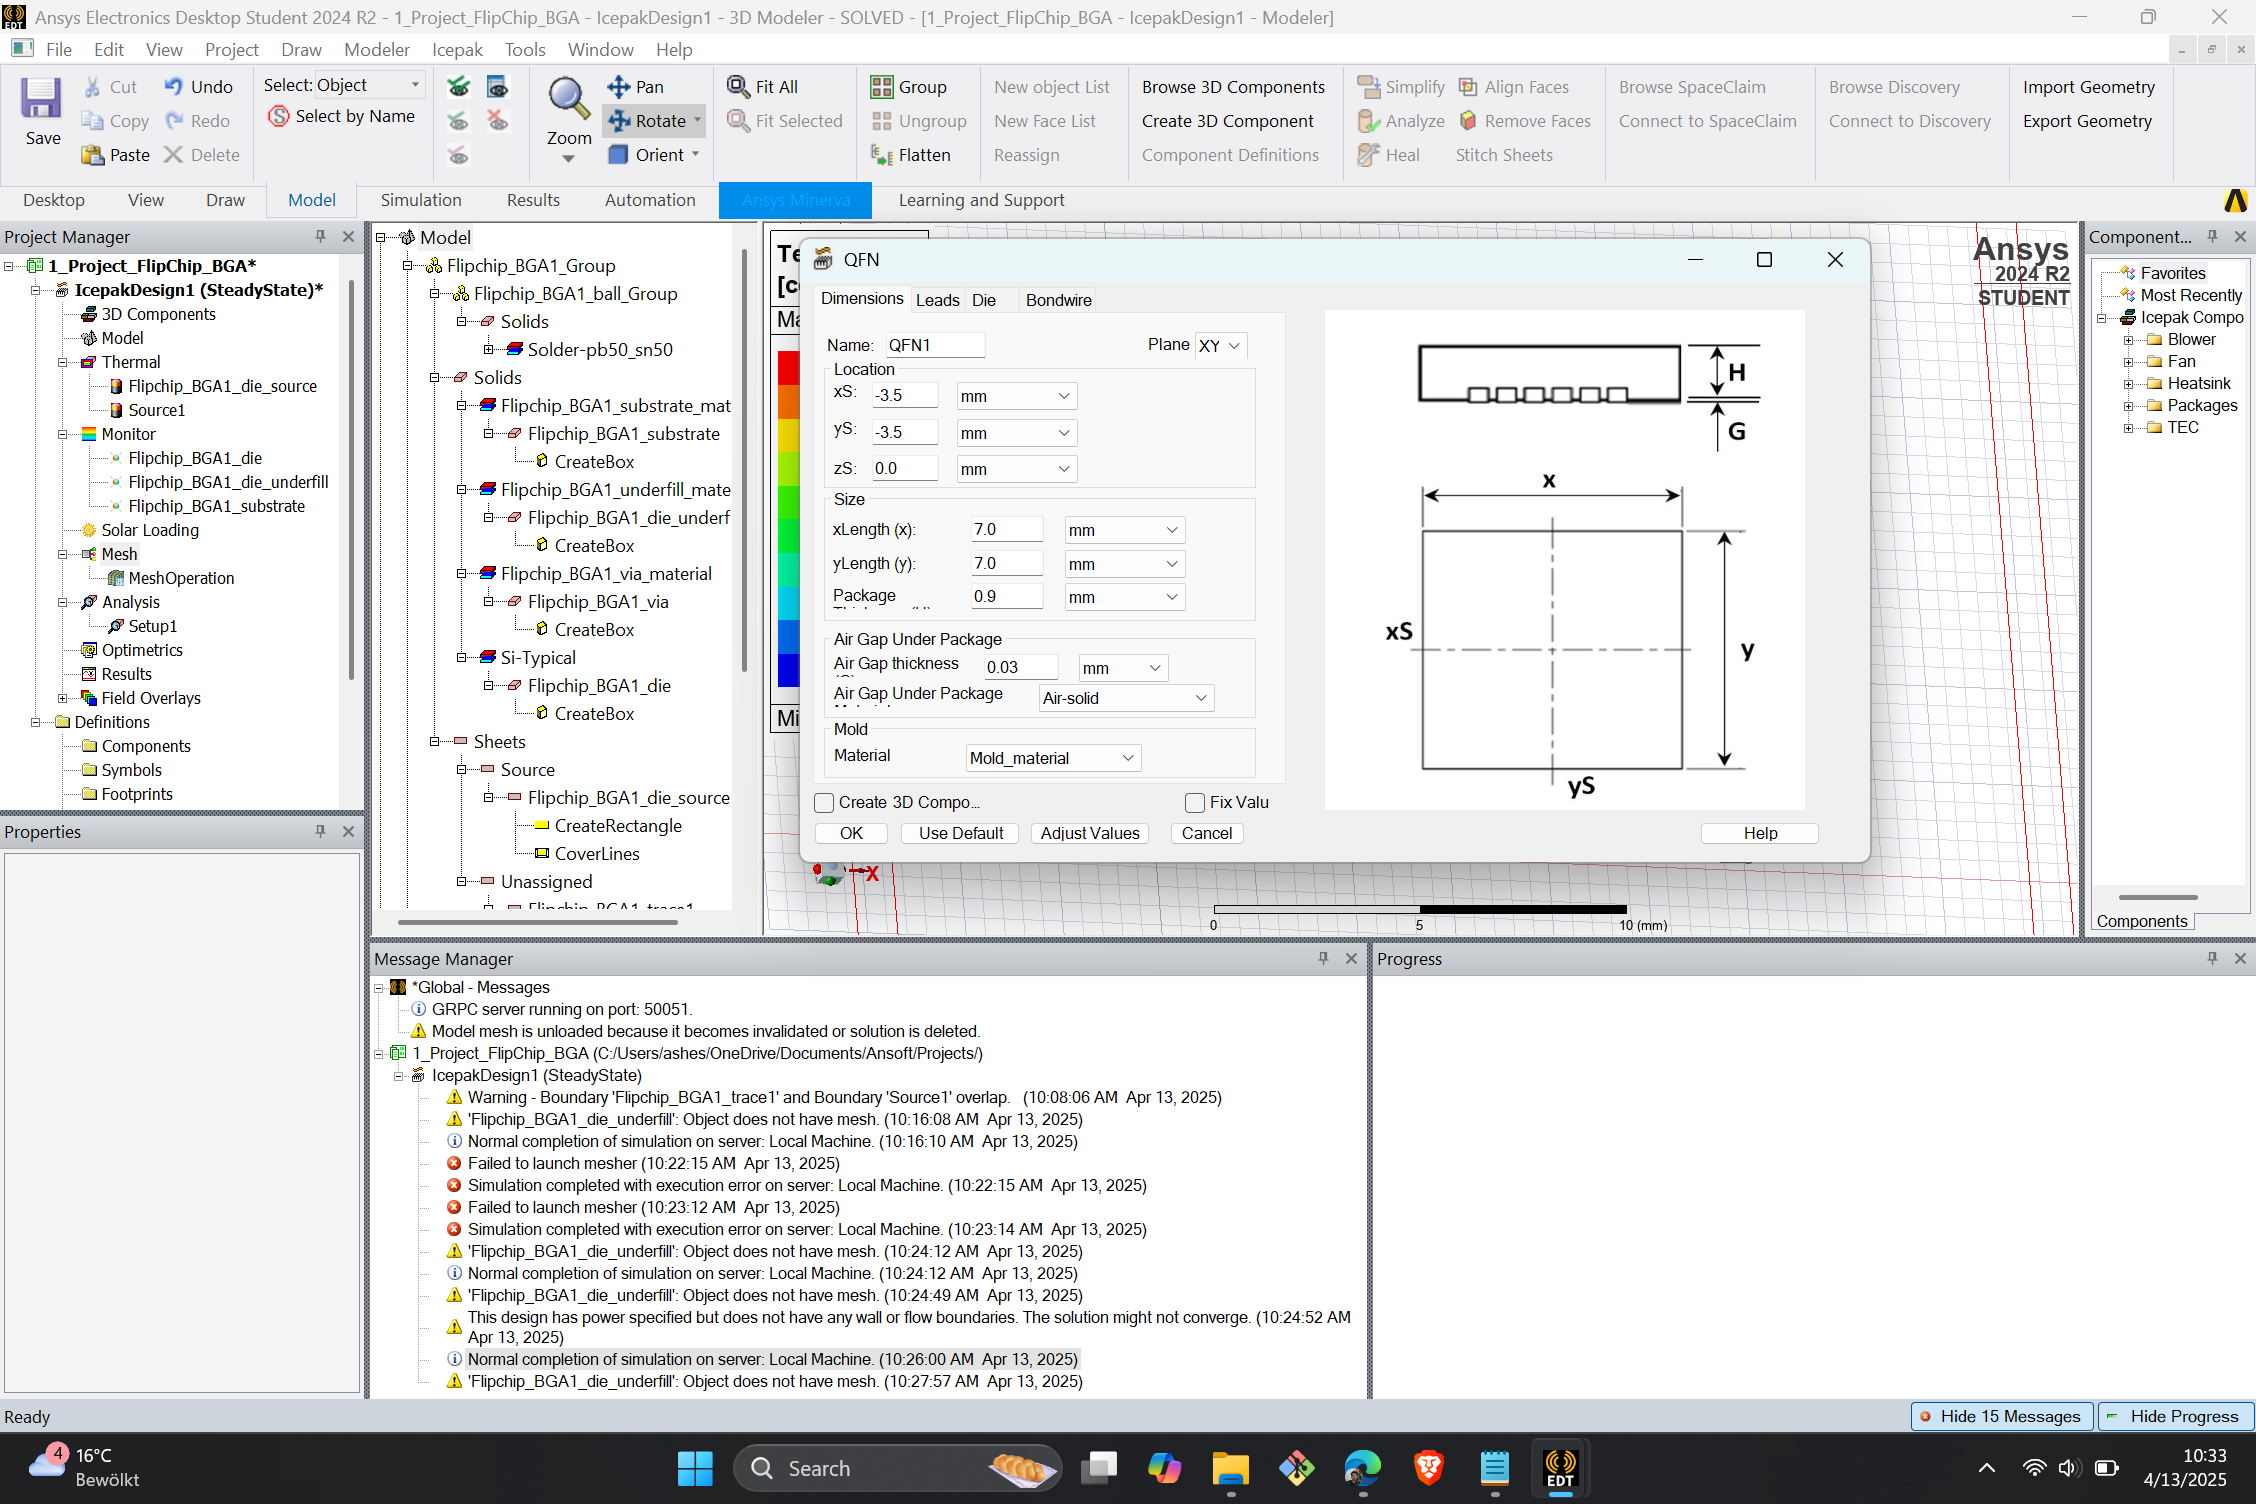 Ansys Electronics Desktop Student 2024 R2 - 1_Project_FlipChip_BGA - IcepakDesign1 - 3D Modeler - SOLVED - [1_Project_FlipChip_BGA - IcepakDesign1 - Modeler]
File Edit View Project Draw Modeler Icepak Tools Window Help
Save
Cut
Copy
Paste
Undo
Redo
Delete
Select: Object
Select by Name
Zoom
Pan
Rotate
Orient
Fit All
Fit Selected
Group
Ungroup
Flatten
New object List
New Face List
Reassign
Browse 3D Components
Create 3D Component
Component Definitions
Simplify
Analyze
Heal
Align Faces
Remove Faces
Stitch Sheets
Browse SpaceClaim
Connect to SpaceClaim
Browse Discovery
Connect to Discovery
Import Geometry
Export Geometry
Desktop View Draw Model Simulation Results Automation Ansys Minerva Learning and Support
Project Manager
1_Project_FlipChip_BGA*
IcepakDesign1 (SteadyState)*
3D Components
Model
Thermal
Flipchip_BGA1_die_source
Source1
Monitor
Flipchip_BGA1_die
Flipchip_BGA1_die_underfill
Flipchip_BGA1_substrate
Solar Loading
Mesh
MeshOperation
Analysis
Setup1
Optimetrics
Results
Field Overlays
Definitions
Components
Symbols
Footprints
Properties
Model
Flipchip_BGA1_Group
Flipchip_BGA1_ball_Group
Solids
Solder-pb50_sn50
Solids
Flipchip_BGA1_substrate_mat
Flipchip_BGA1_substrate
CreateBox
Flipchip_BGA1_underfill_mate
Flipchip_BGA1_die_underf
CreateBox
Flipchip_BGA1_via_material
Flipchip_BGA1_via
CreateBox
Si-Typical
Flipchip_BGA1_die
CreateBox
Sheets
Source
Flipchip_BGA1_die_source
CreateRectangle
CoverLines
Unassigned
Flipchip_BGA1_trace1
Te
[c
Ma
Mi
QFN
Dimensions Leads Die Bondwire
Name: QFN1 Plane XY
Location
xS: -3.5 mm
yS: -3.5 mm
zS: 0.0 mm
Size
xLength (x): 7.0 mm
yLength (y): 7.0 mm
Package 0.9 mm
Air Gap Under Package
Air Gap thickness 0.03 mm
Air Gap Under Package Air-solid
Mold
Material Mold_material
Create 3D Compo... Fix Valu
OK Use Default Adjust Values Cancel Help
H
G
x
xS
y
yS
X
0 5 10 (mm)
Ansys
2024 R2
STUDENT
Component...
Favorites
Most Recently
Icepak Compo
Blower
Fan
Heatsink
Packages
TEC
Components
Message Manager
*Global - Messages
GRPC server running on port: 50051.
Model mesh is unloaded because it becomes invalidated or solution is deleted.
1_Project_FlipChip_BGA (C:/Users/ashes/OneDrive/Documents/Ansoft/Projects/)
IcepakDesign1 (SteadyState)
Warning - Boundary 'Flipchip_BGA1_trace1' and Boundary 'Source1' overlap. (10:08:06 AM Apr 13, 2025)
'Flipchip_BGA1_die_underfill': Object does not have mesh. (10:16:08 AM Apr 13, 2025)
Normal completion of simulation on server: Local Machine. (10:16:10 AM Apr 13, 2025)
Failed to launch mesher (10:22:15 AM Apr 13, 2025)
Simulation completed with execution error on server: Local Machine. (10:22:15 AM Apr 13, 2025)
Failed to launch mesher (10:23:12 AM Apr 13, 2025)
Simulation completed with execution error on server: Local Machine. (10:23:14 AM Apr 13, 2025)
'Flipchip_BGA1_die_underfill': Object does not have mesh. (10:24:12 AM Apr 13, 2025)
Normal completion of simulation on server: Local Machine. (10:24:12 AM Apr 13, 2025)
'Flipchip_BGA1_die_underfill': Object does not have mesh. (10:24:49 AM Apr 13, 2025)
This design has power specified but does not have any wall or flow boundaries. The solution might not converge. (10:24:52 AM
Apr 13, 2025)
Normal completion of simulation on server: Local Machine. (10:26:00 AM Apr 13, 2025)
'Flipchip_BGA1_die_underfill': Object does not have mesh. (10:27:57 AM Apr 13, 2025)
Progress
Ready
Hide 15 Messages Hide Progress
4
16°C
Bewölkt
Search
EDT
10:33
4/13/2025